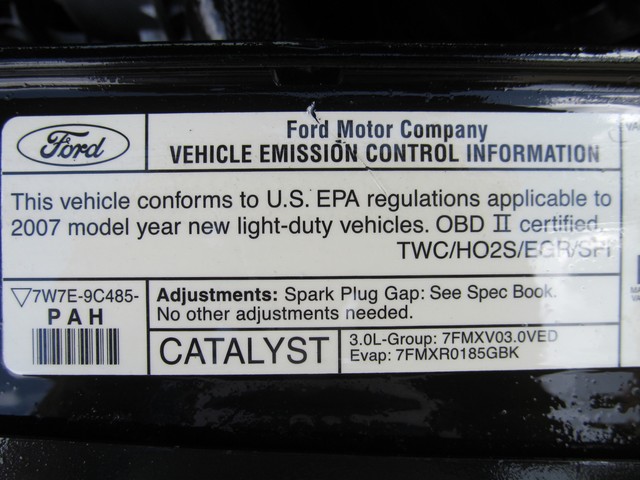 Ford
Ford Motor Company
VEHICLE EMISSION CONTROL INFORMATION
This vehicle conforms to U.S. EPA regulations applicable to
2007 model year new light-duty vehicles. OBD II certified.
TWC/HO2S/EGR/SFI
▽7W7E-9C485-
PAH
Adjustments: Spark Plug Gap: See Spec Book.
No other adjustments needed.
CATALYST
3.0L-Group: 7FMXV03.0VED
Evap: 7FMXR0185GBK